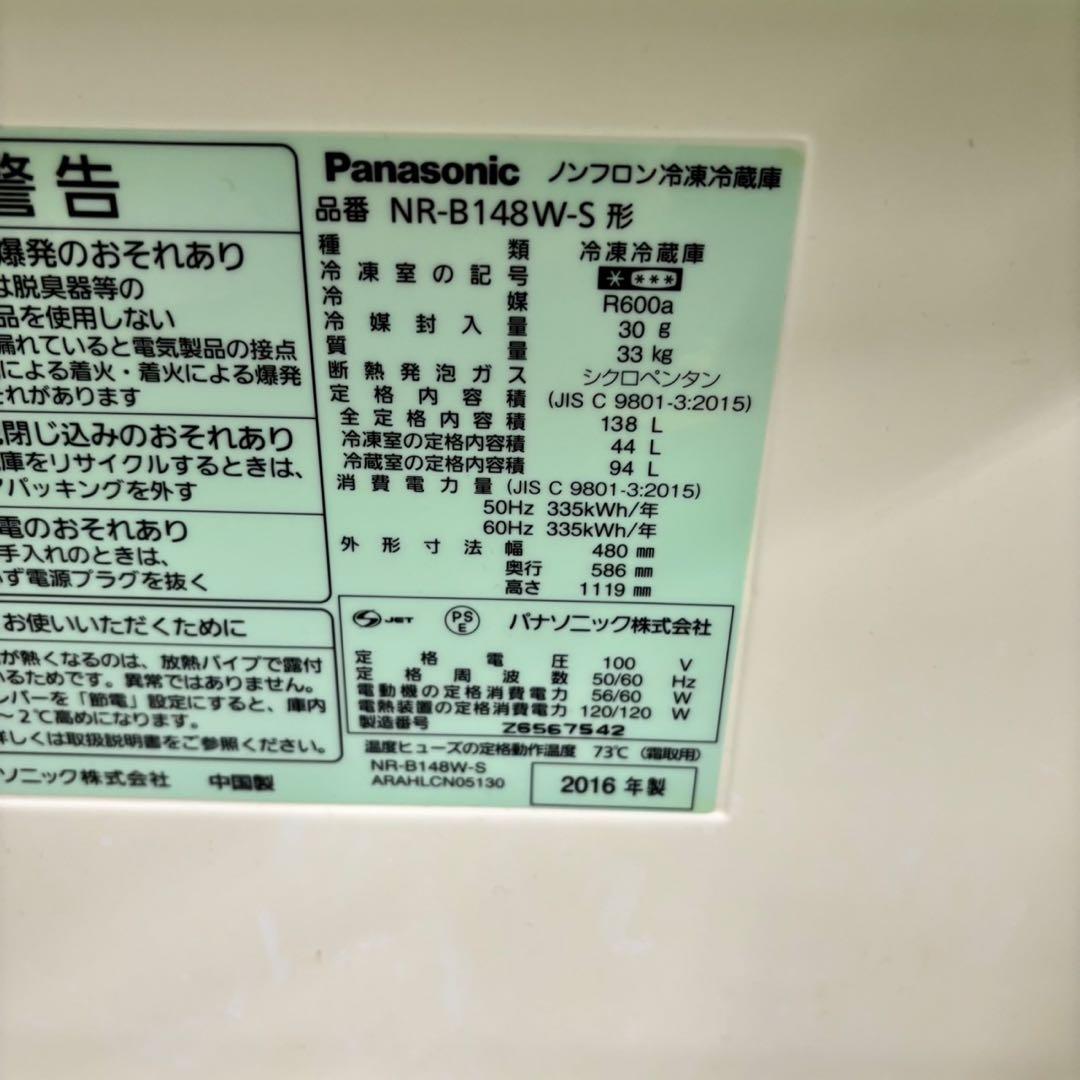 警告
爆発のおそれあり
は脱臭器等の
品を使用しない
漏れていると電気製品の接点
による着火・着火による爆発
れがあります
閉じ込みのおそれあり
庫をリサイクルするときは、
パッキングを外す
電のおそれあり
手入れのときは、
ず電源プラグを抜く
お使いいただくために
が熱くなるのは、放熱パイプで露付
いるためです。異常ではありません。
レバーを「節電」設定にすると、庫内
～2℃高めになります。
詳しくは取扱説明書をご参照ください。
ソニック株式会社 中国製
Panasonic ノンフロン冷凍冷蔵庫
品番 NR-B148W-S 形
種類 冷凍冷蔵庫
冷凍室の記号 * ***
冷媒 R600a
冷媒封入量 30 g
質量 33 kg
断熱発泡ガス シクロペンタン
定格内容積 (JIS C 9801-3:2015)
全定格内容積 138 L
冷凍室の定格内容積 44 L
冷蔵室の定格内容積 94 L
消費電力量 (JIS C 9801-3:2015)
50Hz 335kWh/年
60Hz 335kWh/年
外形寸法 幅 480 mm
奥行 586 mm
高さ 1119 mm
JET PS E パナソニック株式会社
定格電圧 100 V
定格周波数 50/60 Hz
電動機の定格消費電力 56/60 W
電熱装置の定格消費電力 120/120 W
製造番号 Z6567542
温度ヒューズの定格動作温度 73℃ (霜取用)
NR-B148W-S
ARAHLCN05130
2016 年製